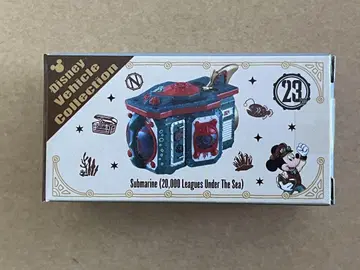 Disney
Vehicle
Collection
N
23
Submarine (20,000 Leagues Under The Sea)